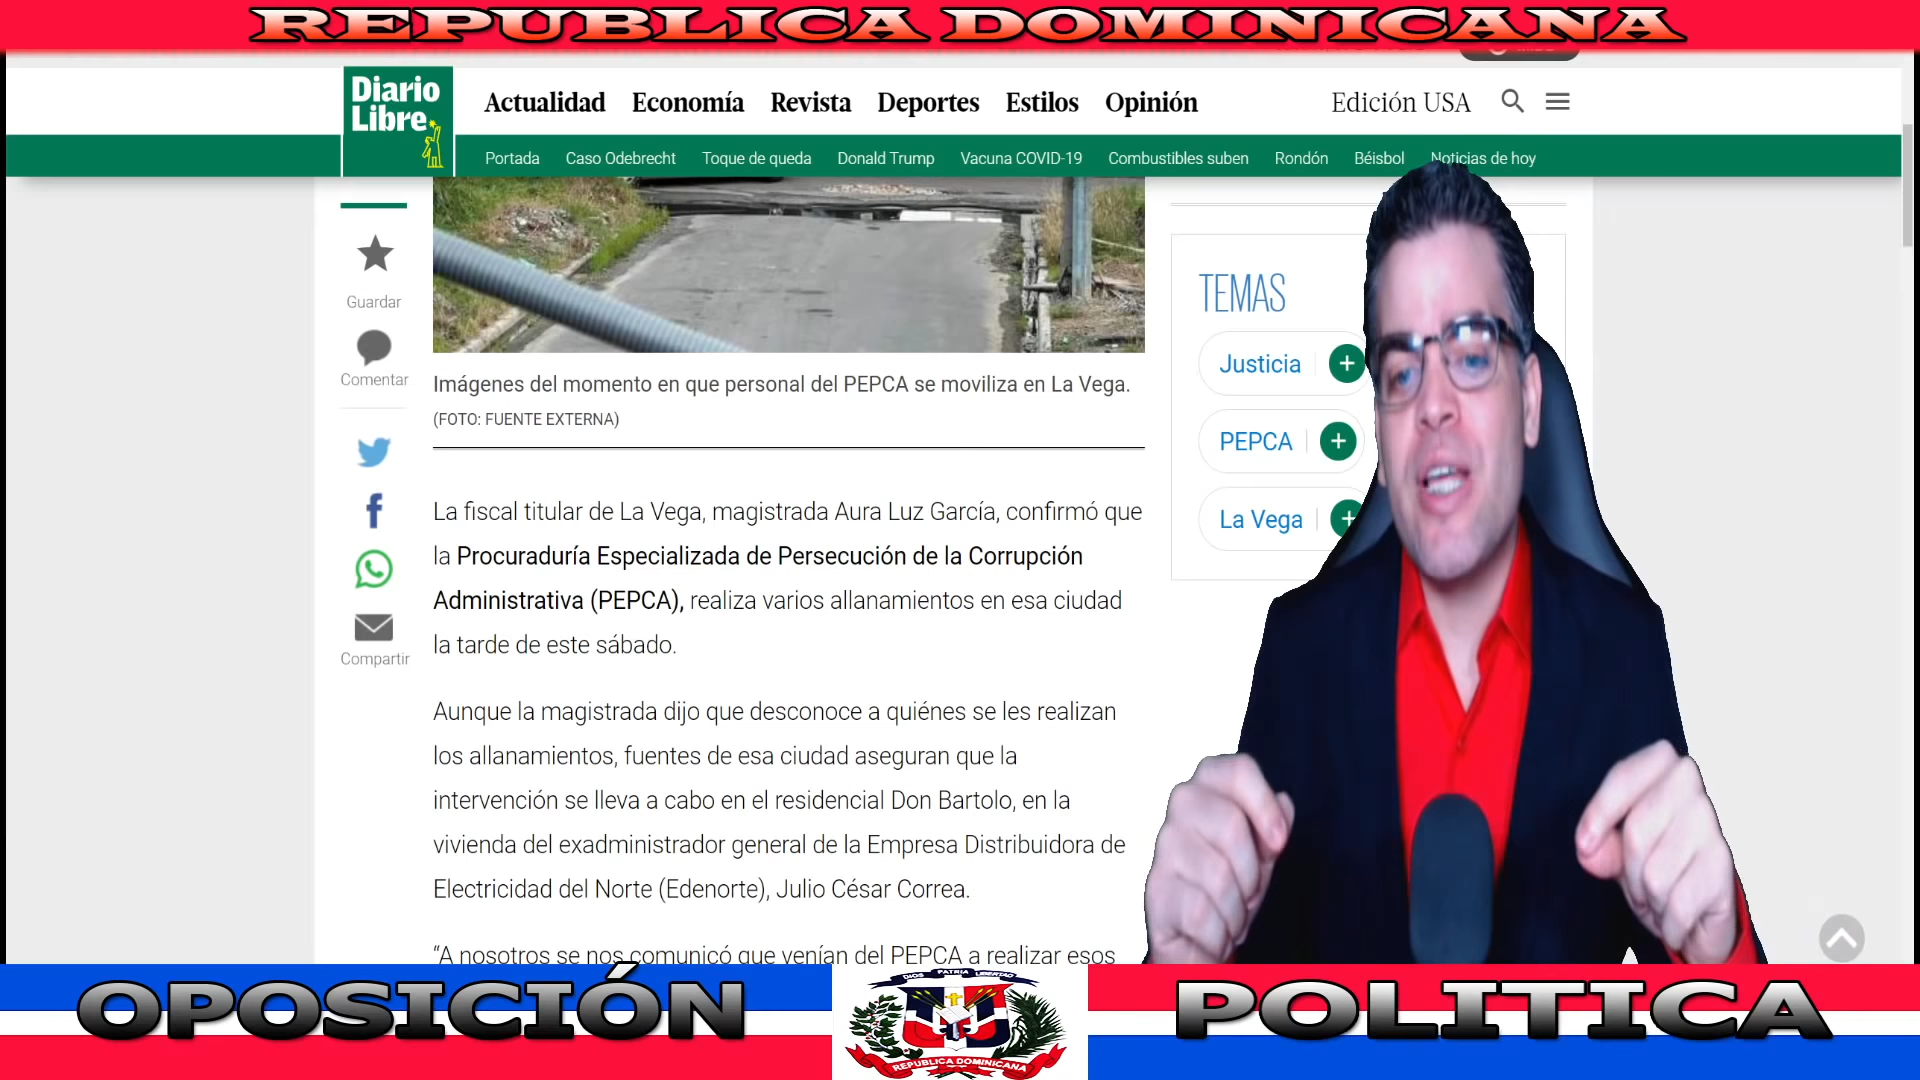 REPUBLICA DOMINICANA
Diario
Libre
Actualidad Economía Revista Deportes Estilos Opinión Edición USA
Portada Caso Odebrecht Toque de queda Donald Trump Vacuna COVID-19 Combustibles suben Rondón Béisbol Noticias de hoy
Guardar
Comentar
Compartir
Imágenes del momento en que personal del PEPCA se moviliza en La Vega.
(FOTO: FUENTE EXTERNA)
La fiscal titular de La Vega, magistrada Aura Luz García, confirmó que
la Procuraduría Especializada de Persecución de la Corrupción
Administrativa (PEPCA), realiza varios allanamientos en esa ciudad
la tarde de este sábado.
Aunque la magistrada dijo que desconoce a quiénes se les realizan
los allanamientos, fuentes de esa ciudad aseguran que la
intervención se lleva a cabo en el residencial Don Bartolo, en la
vivienda del exadministrador general de la Empresa Distribuidora de
Electricidad del Norte (Edenorte), Julio César Correa.
“A nosotros se nos comunicó que venían del PEPCA a realizar esos
TEMAS
Justicia +
PEPCA +
La Vega +
OPOSICIÓN
DIOS PATRIA LIBERTAD
REPUBLICA DOMINICANA
POLITICA